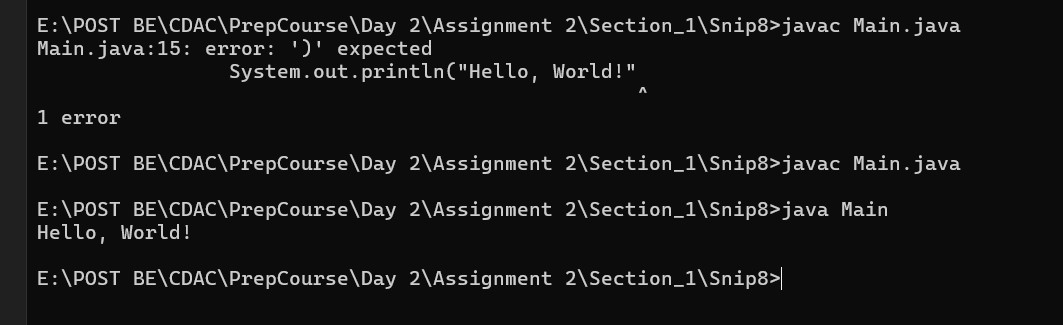 E:\POST BE\CDAC\PrepCourse\Day 2\Assignment 2\Section_1\Snip8>javac Main.java
Main.java:15: error: ')' expected
                System.out.println("Hello, World!"
                                                  ^
1 error
E:\POST BE\CDAC\PrepCourse\Day 2\Assignment 2\Section_1\Snip8>javac Main.java
E:\POST BE\CDAC\PrepCourse\Day 2\Assignment 2\Section_1\Snip8>java Main
Hello, World!
E:\POST BE\CDAC\PrepCourse\Day 2\Assignment 2\Section_1\Snip8>